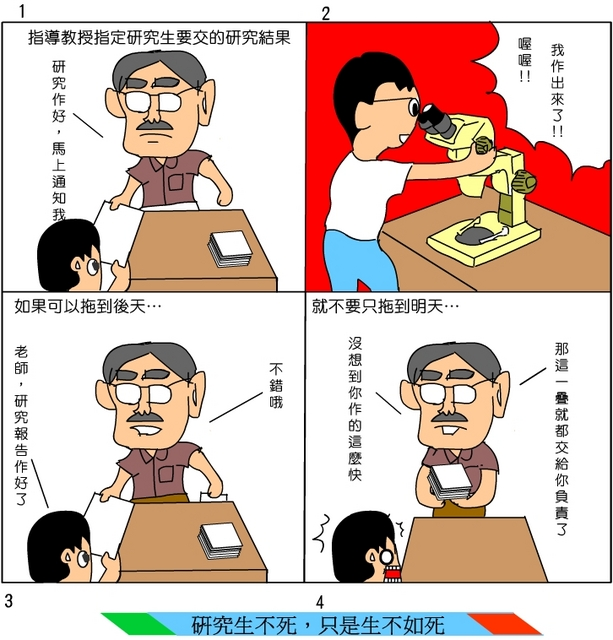 1
2
指導教授指定研究生要交的研究結果
研究作好，馬上通知我
我作出來了!!
喔喔!!
如果可以拖到後天…
老師，研究報告作好了
不錯哦
就不要只拖到明天…
沒想到你作的這麼快
那這一疊就都交給你負責了
3
4
研究生不死，只是生不如死